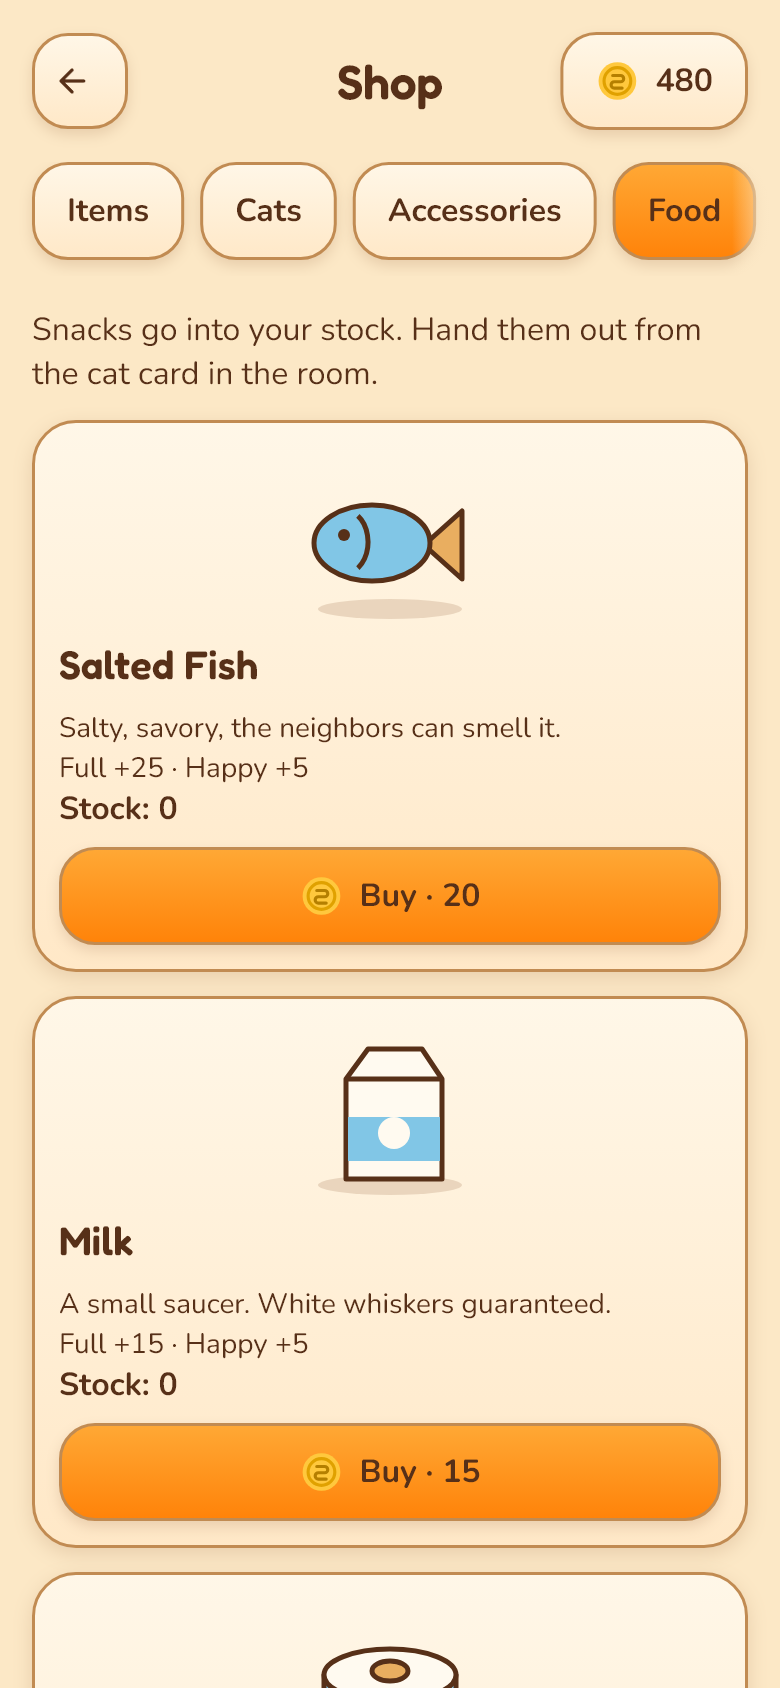 Shop
480
Items
Cats
Accessories
Food
Snacks go into your stock. Hand them out from
the cat card in the room.
Salted Fish
Salty, savory, the neighbors can smell it.
Full +25 · Happy +5
Stock: 0
Buy · 20
Milk
A small saucer. White whiskers guaranteed.
Full +15 · Happy +5
Stock: 0
Buy · 15